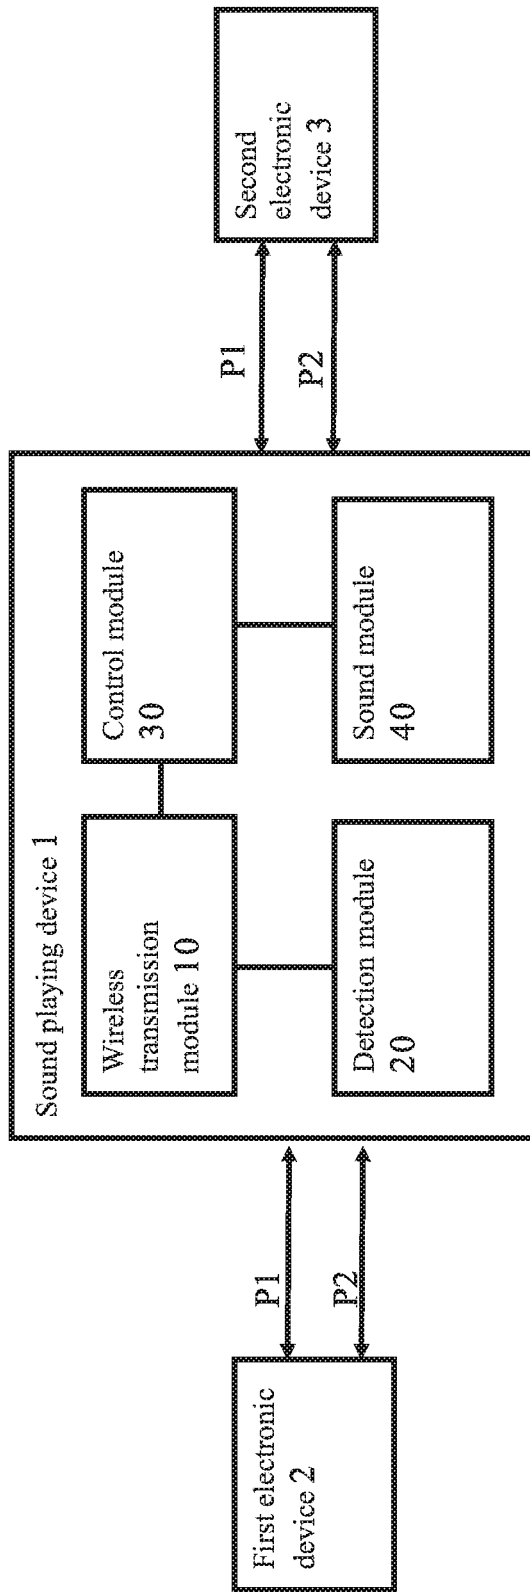 First electronic
device 2
P1
P2
Sound playing device 1
Wireless
transmission
module 10
Control module
30
Detection module
20
Sound module
40
P1
P2
Second
electronic
device 3